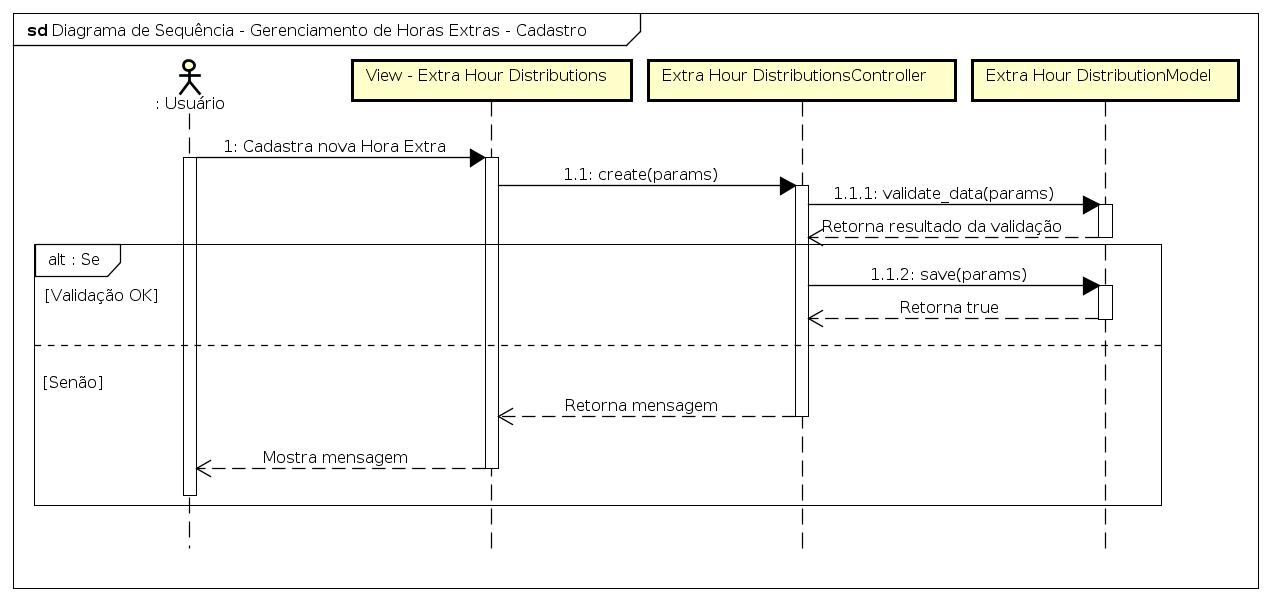 sd Diagrama de Sequência - Gerenciamento de Horas Extras - Cadastro
: Usuário
View - Extra Hour Distributions
Extra Hour DistributionsController
Extra Hour DistributionModel
1: Cadastra nova Hora Extra
1.1: create(params)
1.1.1: validate_data(params)
Retorna resultado da validação
alt : Se
[Validação OK]
1.1.2: save(params)
Retorna true
[Senão]
Retorna mensagem
Mostra mensagem